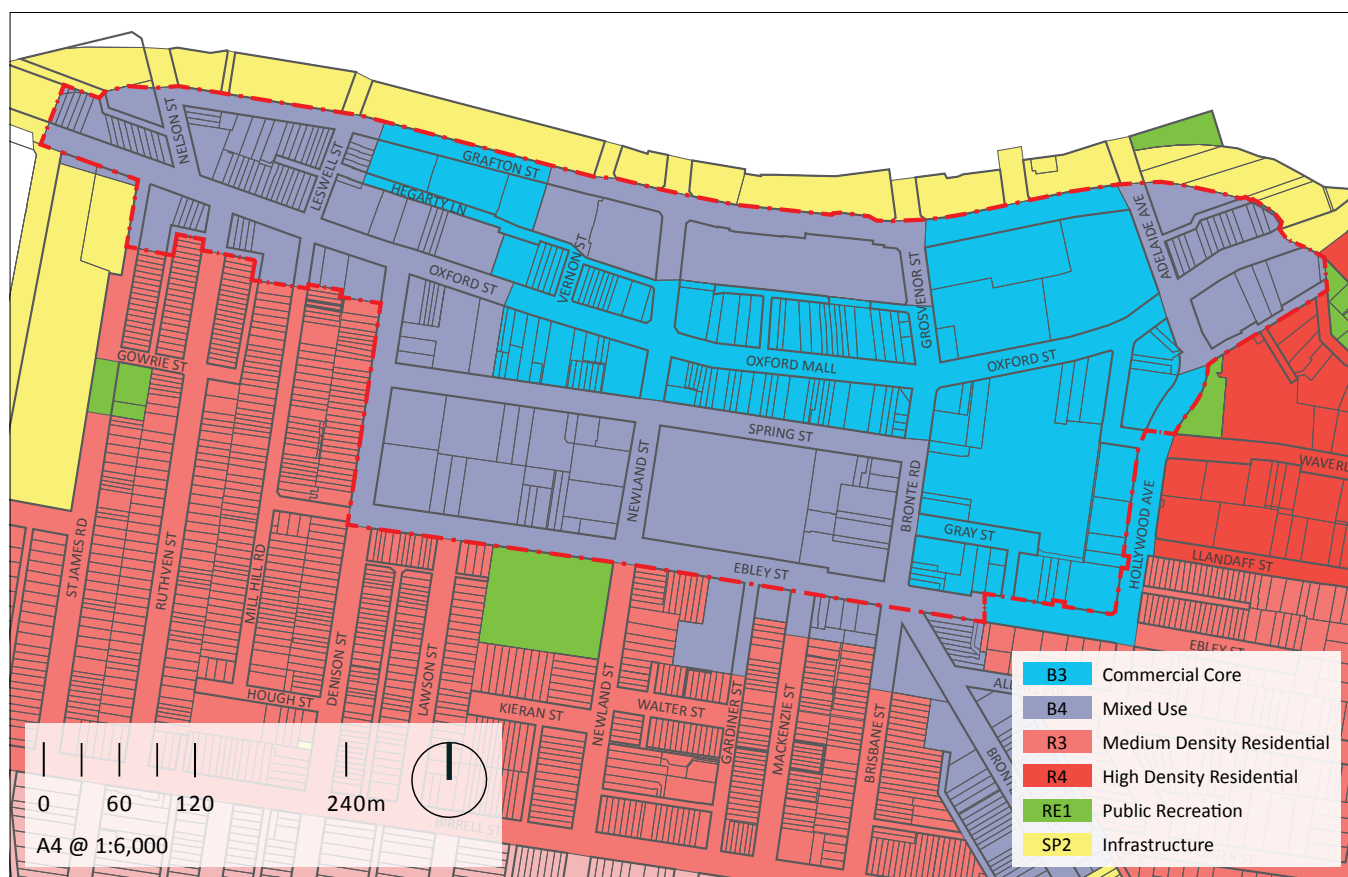 NELSON ST
LESWELL ST
GRAFTON ST
HEGARTY LN
ADELAIDE AVE
VERNON ST
OXFORD ST
GROSVENOR ST
OXFORD MALL
OXFORD ST
GOWRIE ST
SPRING ST
NEWLAND ST
BRONTE RD
WAVERL
HOLLYWOOD AVE
GRAY ST
LLANDAFF ST
ST JAMES RD
RUTHVEN ST
MILL HILL RD
EBLEY ST
EBLEY ST
DENISON ST
LAWSON ST
HOUGH ST
KIERAN ST
NEWLAND ST
WALTER ST
GARDINER ST
MACKENZIE ST
BRISBANE ST
BRONT
BIRRELL ST
B3 Commercial Core
B4 Mixed Use
R3 Medium Density Residential
R4 High Density Residential
RE1 Public Recreation
SP2 Infrastructure
0 60 120 240m
A4 @ 1:6,000